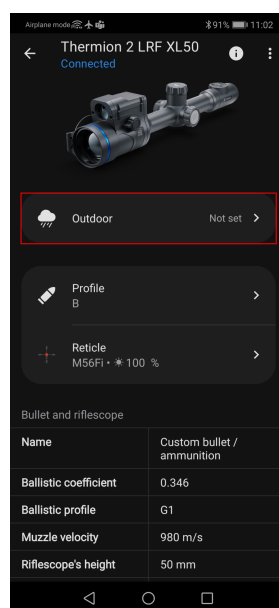 Airplane mode 91% 11:02
Thermion 2 LRF XL50
Connected
Outdoor Not set
Profile
B
Reticle
M56Fi • 100 %
Bullet and riflescope
Name Custom bullet /
ammunition
Ballistic coefficient 0.346
Ballistic profile G1
Muzzle velocity 980 m/s
Riflescope's height 50 mm